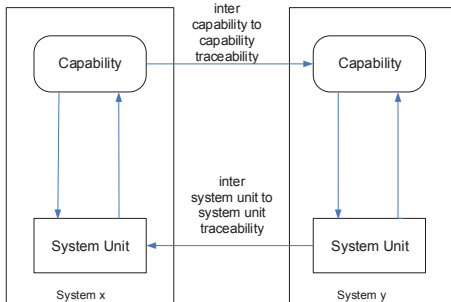 inter
capability to
capability
traceability
Capability
Capability
inter
system unit to
system unit
traceability
System Unit
System Unit
System x
System y